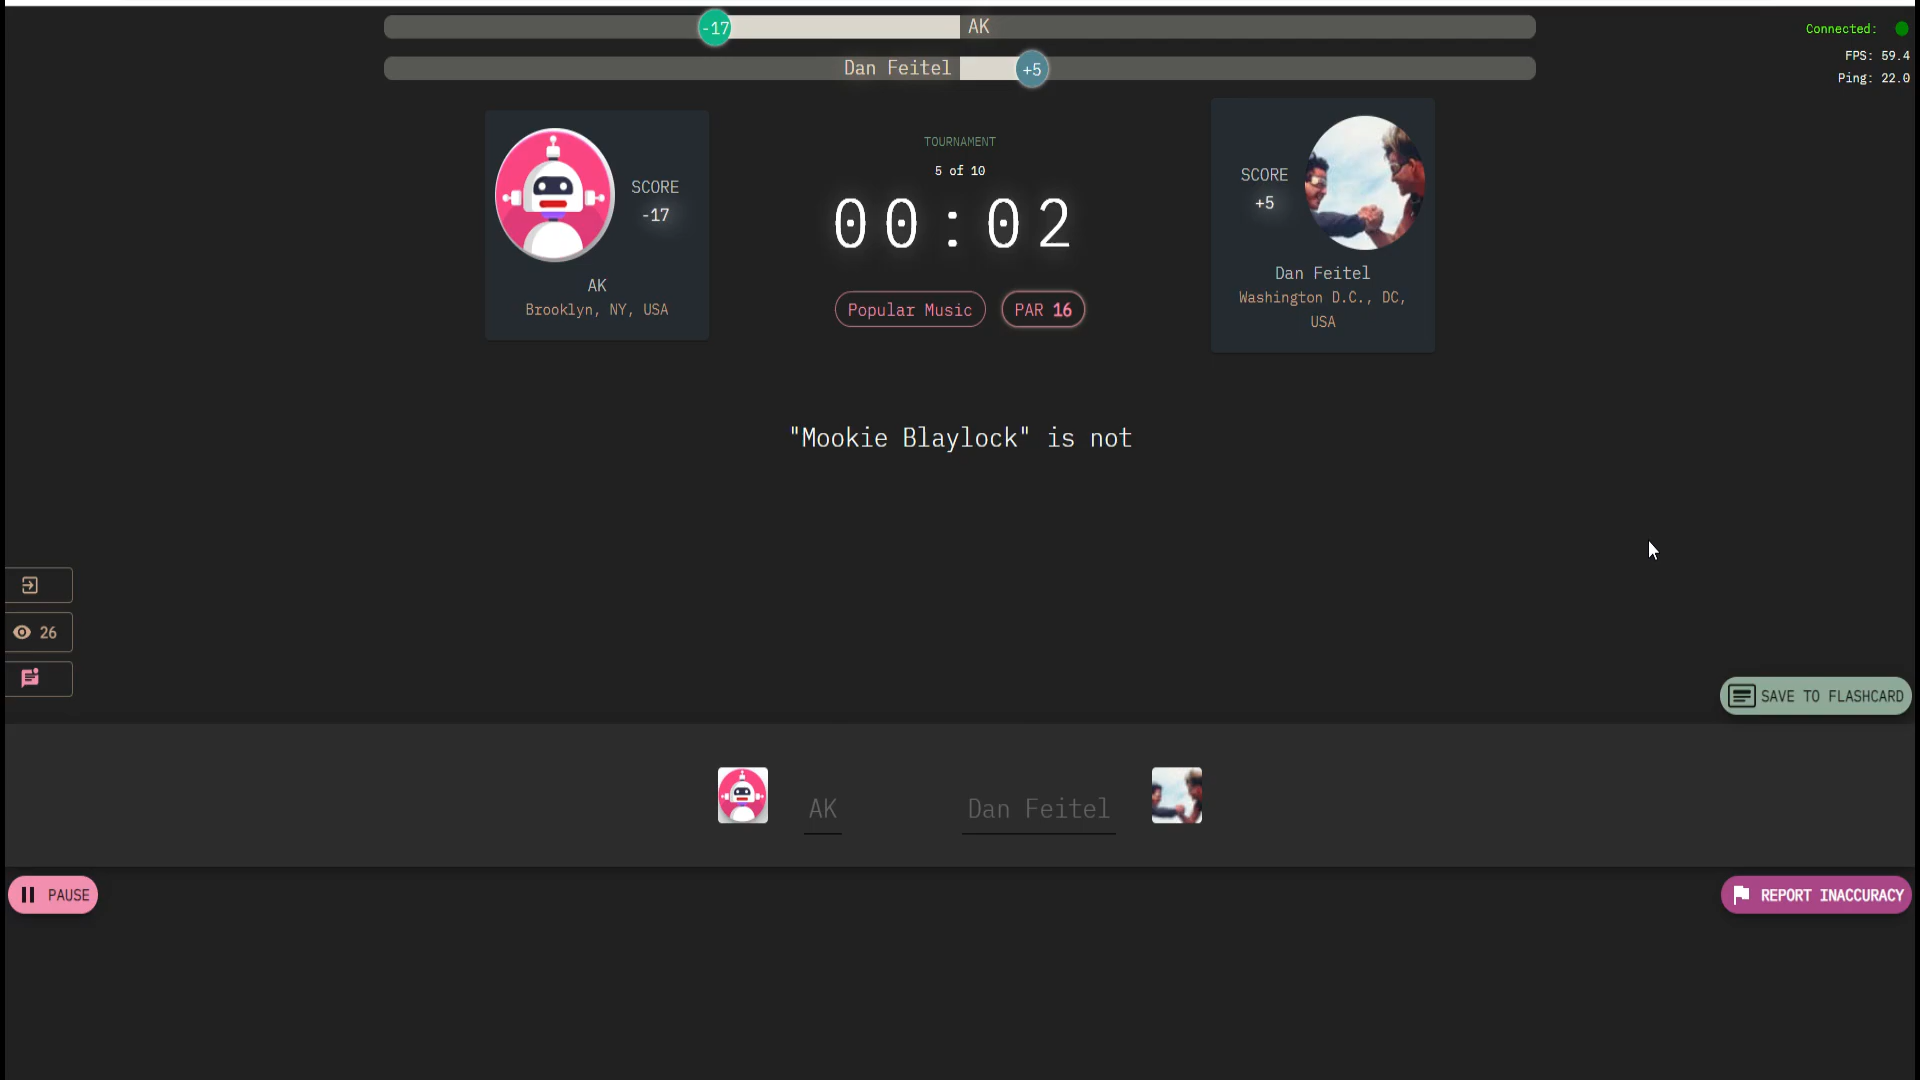 -17 AK
Dan Feitel +5
Connected:
FPS: 59.4
Ping: 22.0
SCORE
-17
AK
Brooklyn, NY, USA
TOURNAMENT
5 of 10
00:02
Popular Music PAR 16
SCORE
+5
Dan Feitel
Washington D.C., DC,
USA
"Mookie Blaylock" is not
26
SAVE TO FLASHCARD
AK Dan Feitel
PAUSE
REPORT INACCURACY